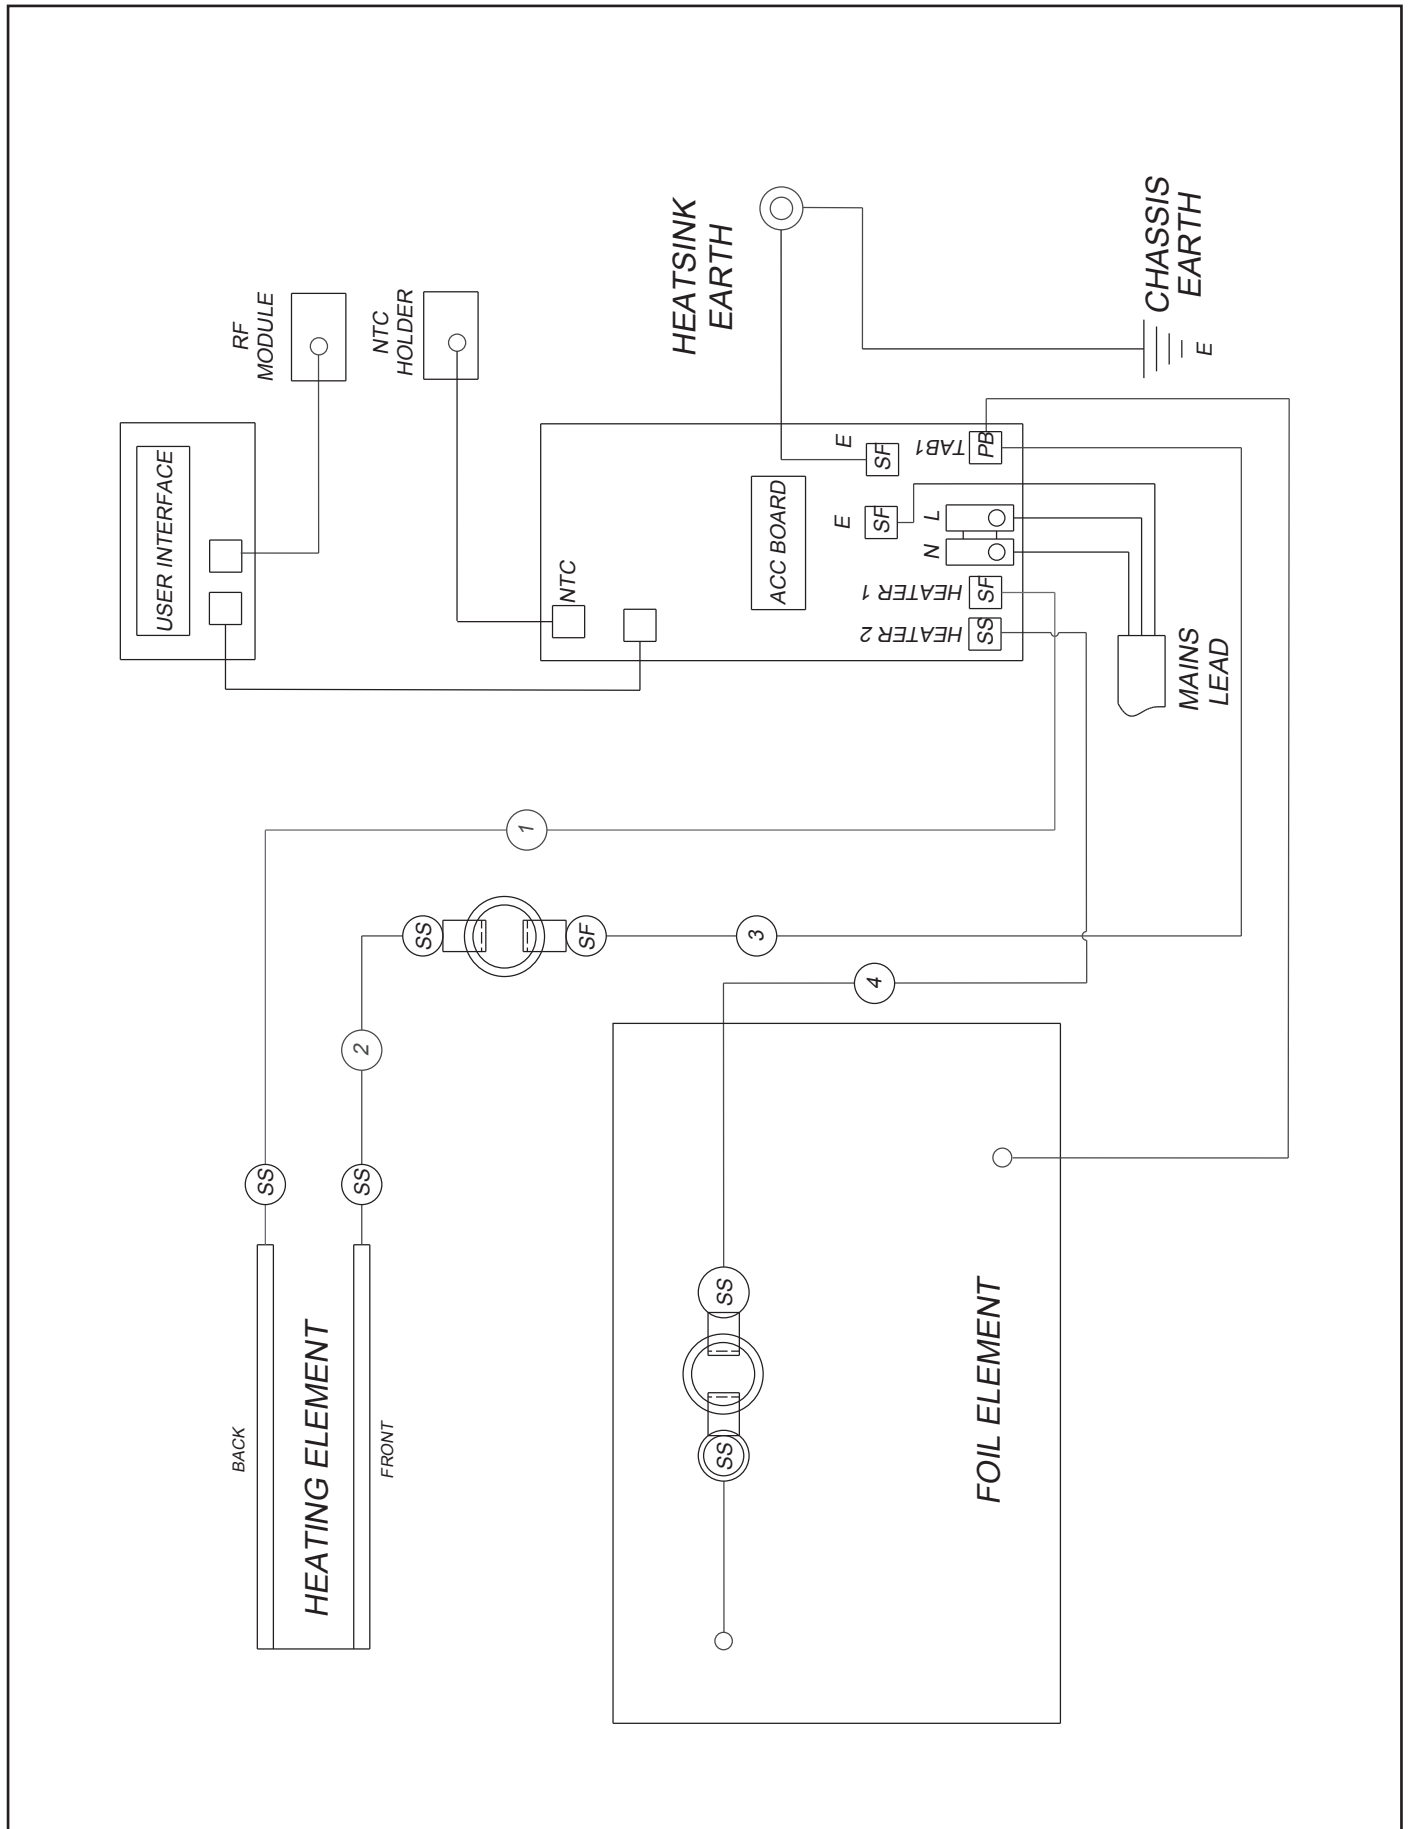 USER INTERFACE
RF
MODULE
NTC
HOLDER
HEATSINK
EARTH
CHASSIS
EARTH
E
NTC
ACC BOARD
E
SF
E
SF
TAB1
PB
L
N
HEATER 1
SF
HEATER 2
SS
MAINS
LEAD
1
SS
SF
3
2
4
SS
SS
BACK
HEATING ELEMENT
FRONT
SS
SS
FOIL ELEMENT